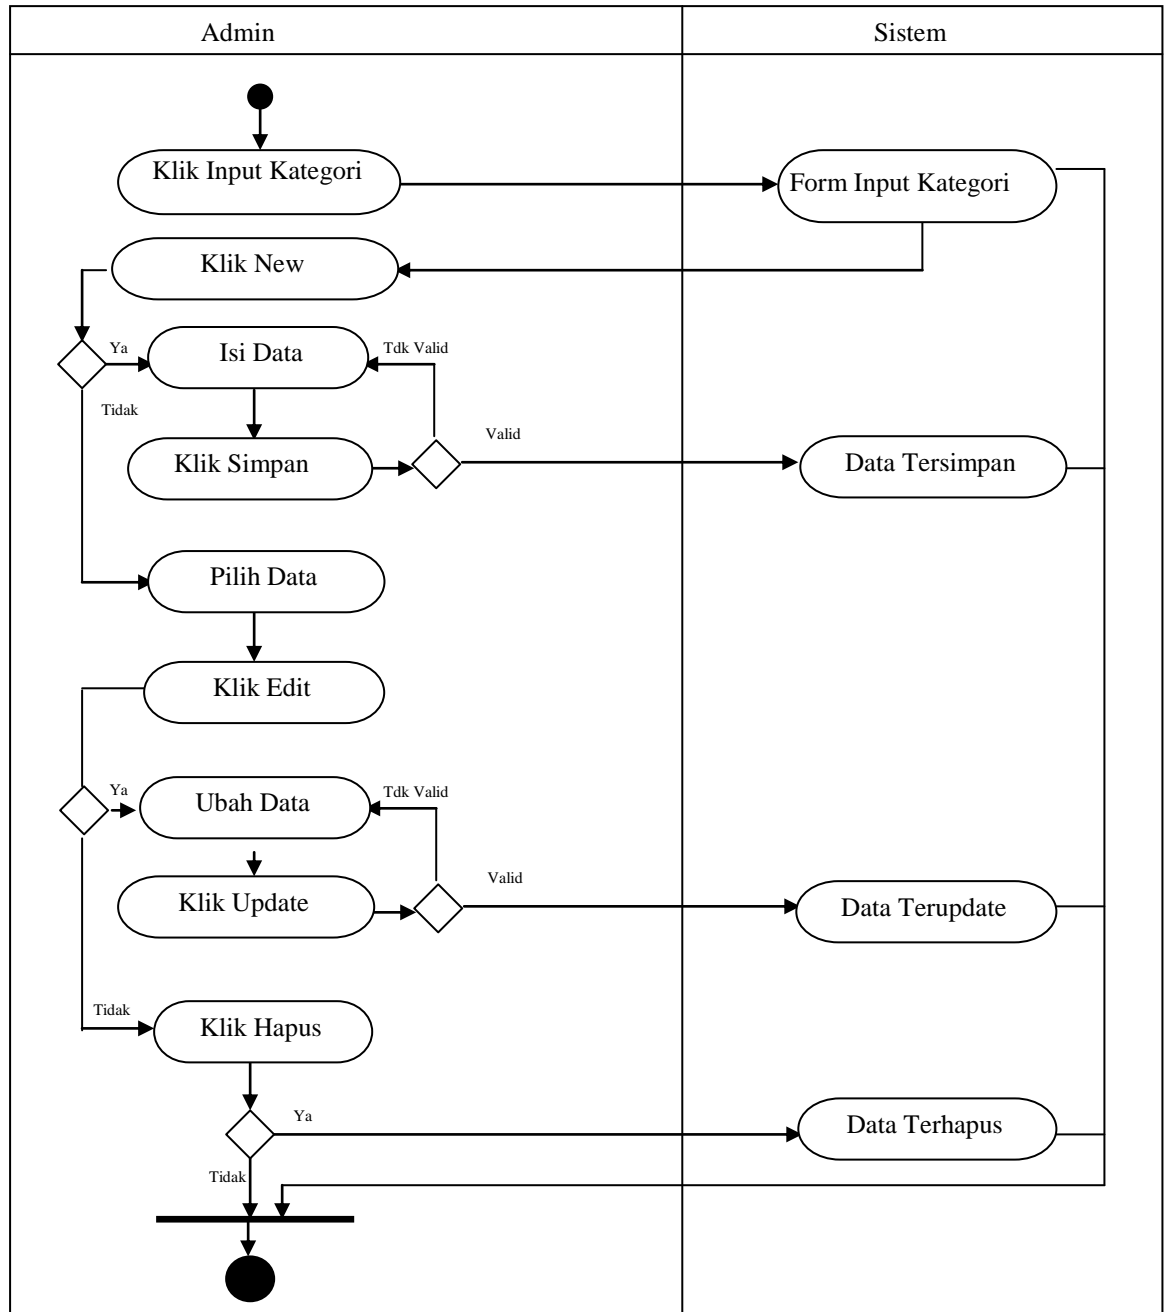 Admin
Sistem
Klik Input Kategori
Form Input Kategori
Klik New
Ya
Isi Data
Tdk Valid
Tidak
Klik Simpan
Valid
Data Tersimpan
Pilih Data
Klik Edit
Ya
Ubah Data
Tdk Valid
Klik Update
Valid
Data Terupdate
Tidak
Klik Hapus
Ya
Data Terhapus
Tidak